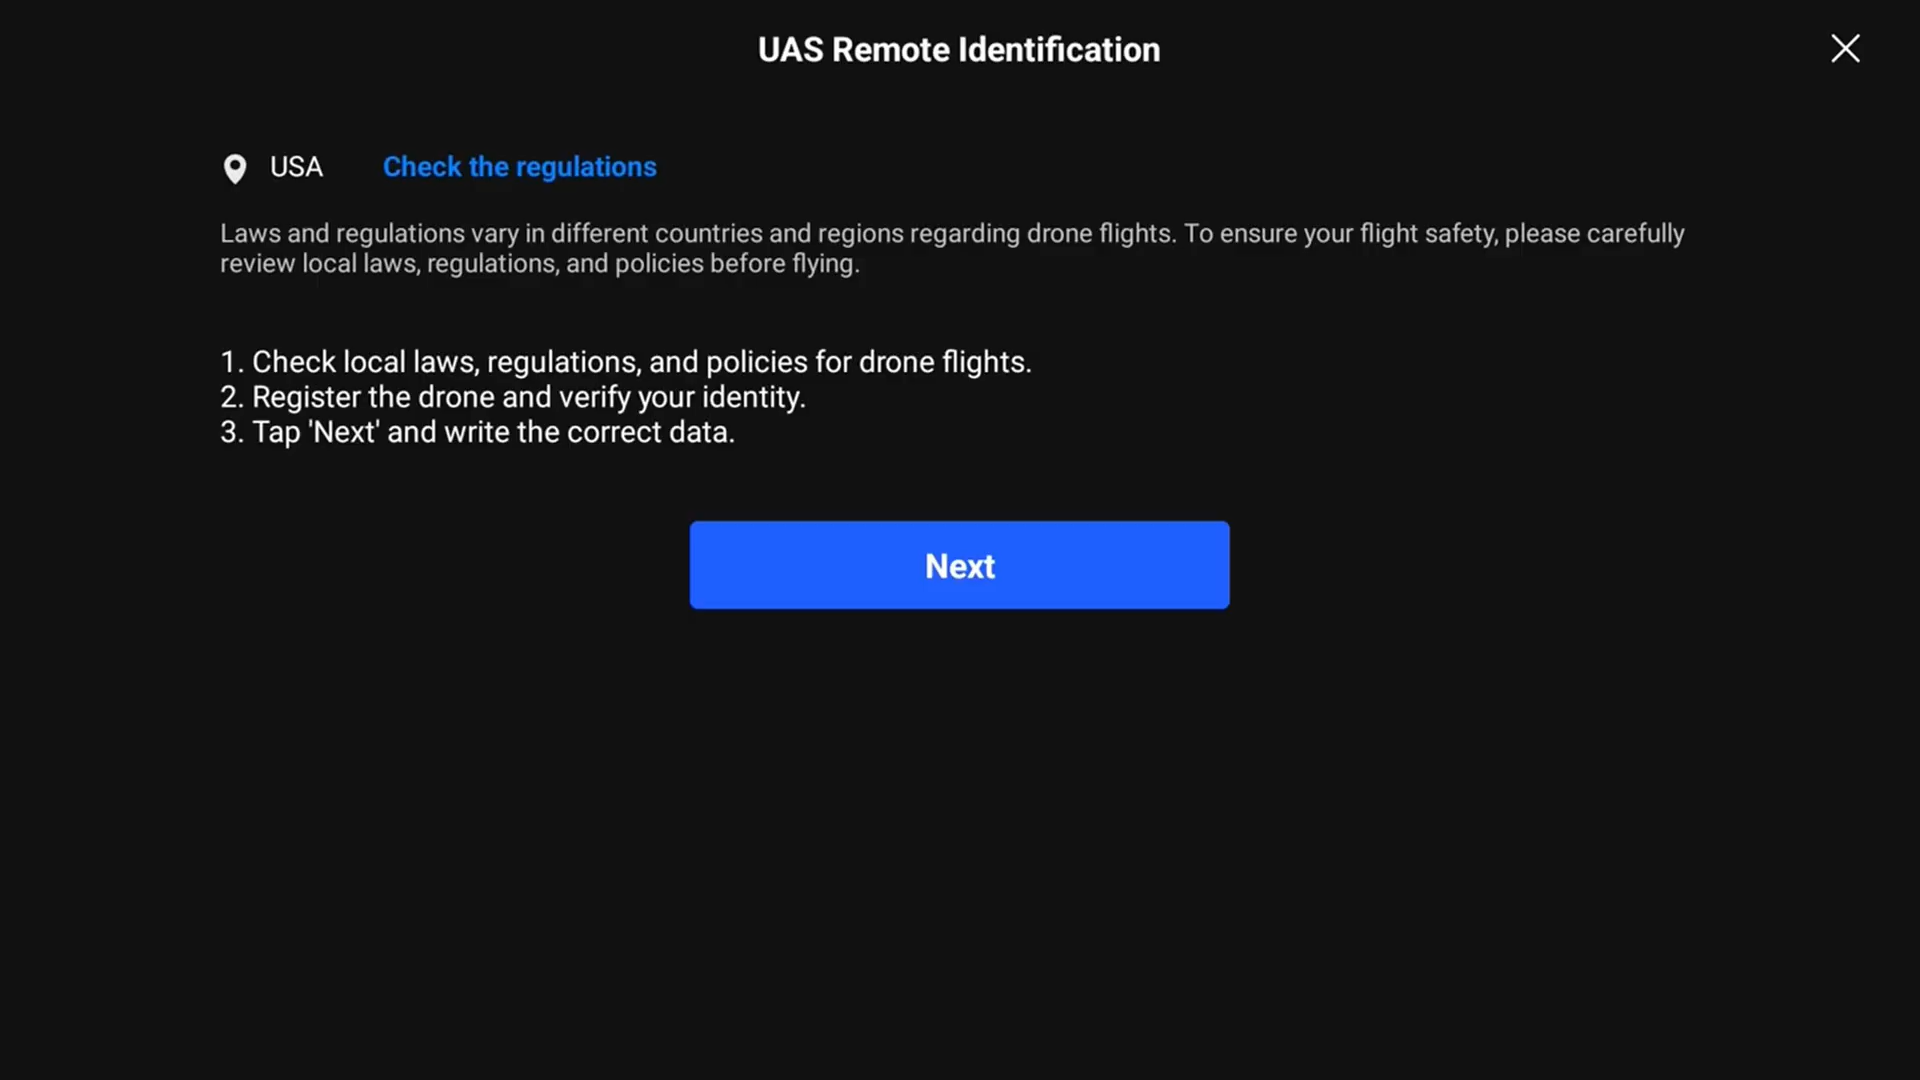 UAS Remote Identification
USA Check the regulations
Laws and regulations vary in different countries and regions regarding drone flights. To ensure your flight safety, please carefully
review local laws, regulations, and policies before flying.
1. Check local laws, regulations, and policies for drone flights.
2. Register the drone and verify your identity.
3. Tap 'Next' and write the correct data.
Next